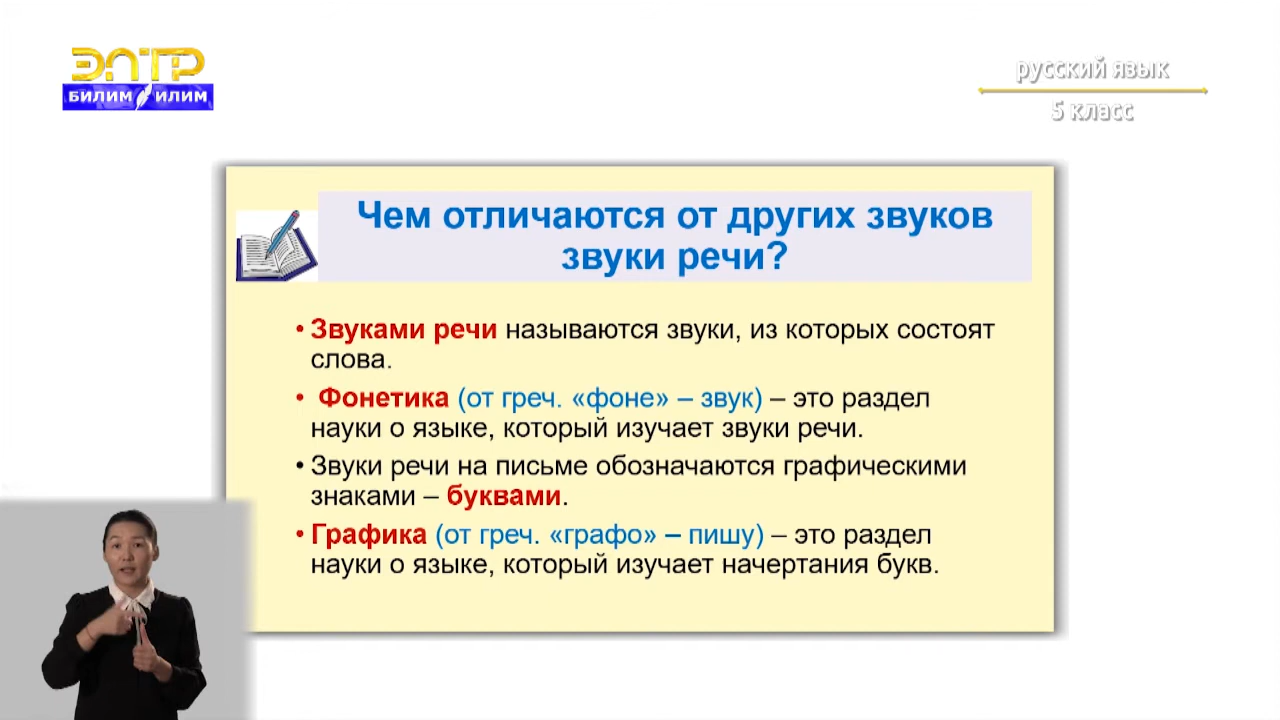 ЭЛТР
БИЛИМ ИЛИМ
русский язык
5 класс
Чем отличаются от других звуков
звуки речи?
• Звуками речи называются звуки, из которых состоят
слова.
• Фонетика (от греч. «фоне» – звук) – это раздел
науки о языке, который изучает звуки речи.
• Звуки речи на письме обозначаются графическими
знаками – буквами.
• Графика (от греч. «графо» – пишу) – это раздел
науки о языке, который изучает начертания букв.